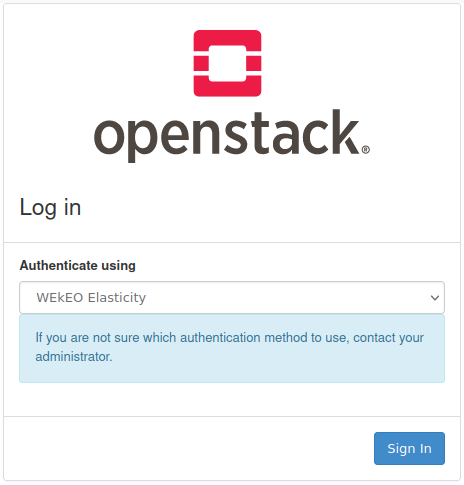 openstack®
Log in
Authenticate using
WEkEO Elasticity
If you are not sure which authentication method to use, contact your
administrator.
Sign In